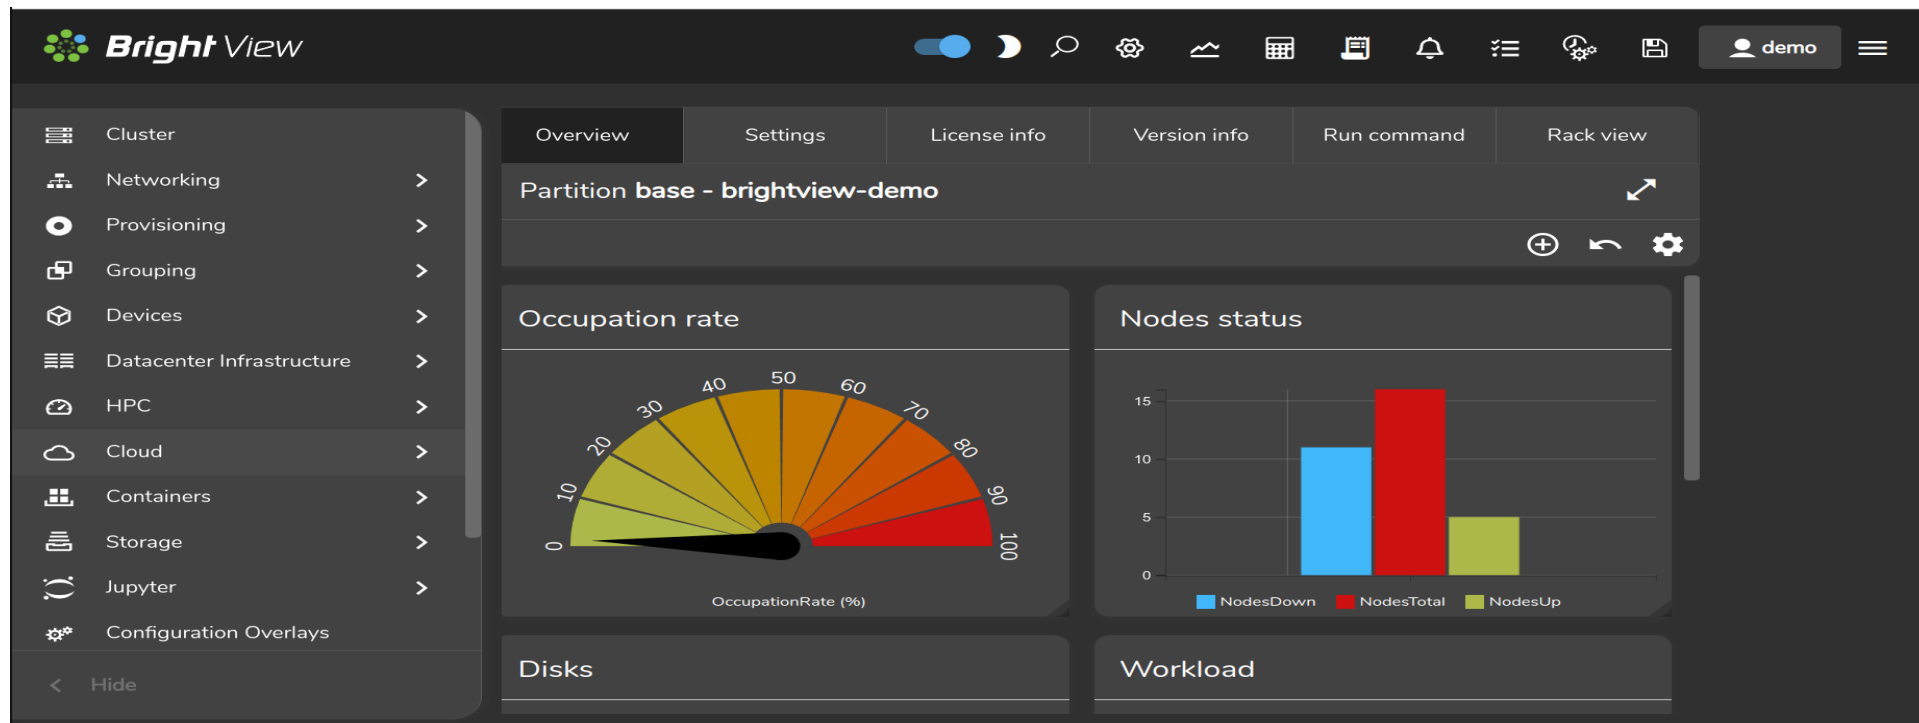 Bright View
demo
Cluster
Networking
Provisioning
Grouping
Devices
Datacenter Infrastructure
HPC
Cloud
Containers
Storage
Jupyter
Configuration Overlays
Hide
Overview Settings License info Version info Run command Rack view
Partition base - brightview-demo
Occupation rate
0 10 20 30 40 50 60 70 80 90 100
OccupationRate (%)
Nodes status
15
10
5
0
NodesDown NodesTotal NodesUp
Disks
Workload